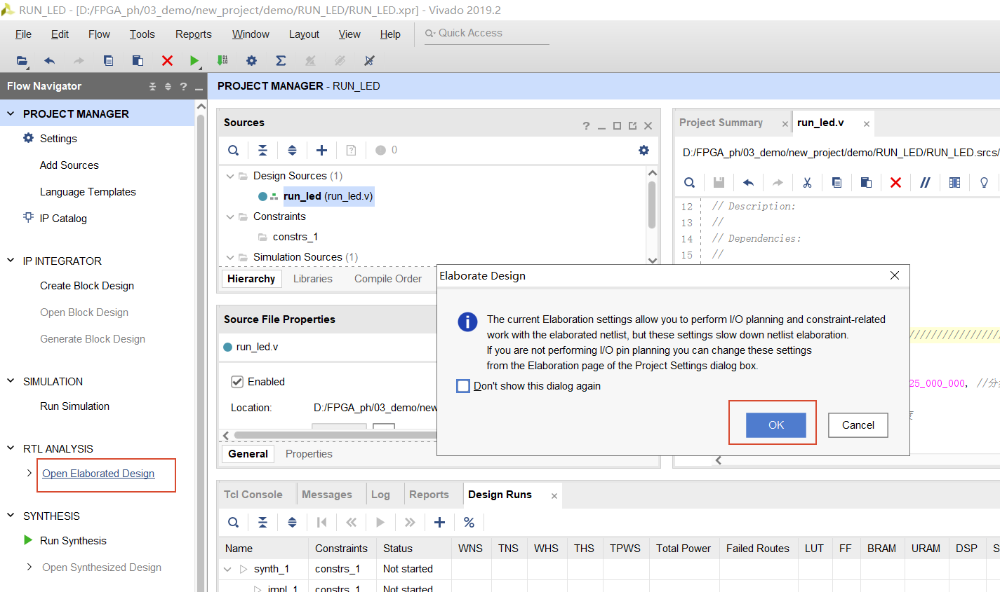 RUN_LED - [D:/FPGA_ph/03_demo/new_project/demo/RUN_LED/RUN_LED.xpr] - Vivado 2019.2
File Edit Flow Tools Reports Window Layout View Help Quick Access
Flow Navigator
PROJECT MANAGER
Settings
Add Sources
Language Templates
IP Catalog
IP INTEGRATOR
Create Block Design
Open Block Design
Generate Block Design
SIMULATION
Run Simulation
RTL ANALYSIS
Open Elaborated Design
SYNTHESIS
Run Synthesis
Open Synthesized Design
PROJECT MANAGER - RUN_LED
Sources
0
Design Sources (1)
run_led (run_led.v)
Constraints
constrs_1
Simulation Sources (1)
Hierarchy Libraries Compile Order
Source File Properties
run_led.v
Enabled
Location: D:/FPGA_ph/03_demo/new
General Properties
Project Summary run_led.v
D:/FPGA_ph/03_demo/new_project/demo/RUN_LED/RUN_LED.srcs/
12 // Description:
13 //
14 // Dependencies:
15 //
//////////////////
25_000_000, //分
Elaborate Design
The current Elaboration settings allow you to perform I/O planning and constraint-related
work with the elaborated netlist, but these settings slow down netlist elaboration.
If you are not performing I/O pin planning you can change these settings
from the Elaboration page of the Project Settings dialog box.
Don't show this dialog again
OK Cancel
Tcl Console Messages Log Reports Design Runs
Name Constraints Status WNS TNS WHS THS TPWS Total Power Failed Routes LUT FF BRAM URAM DSP S
synth_1 constrs_1 Not started
impl_1 constrs_1 Not started